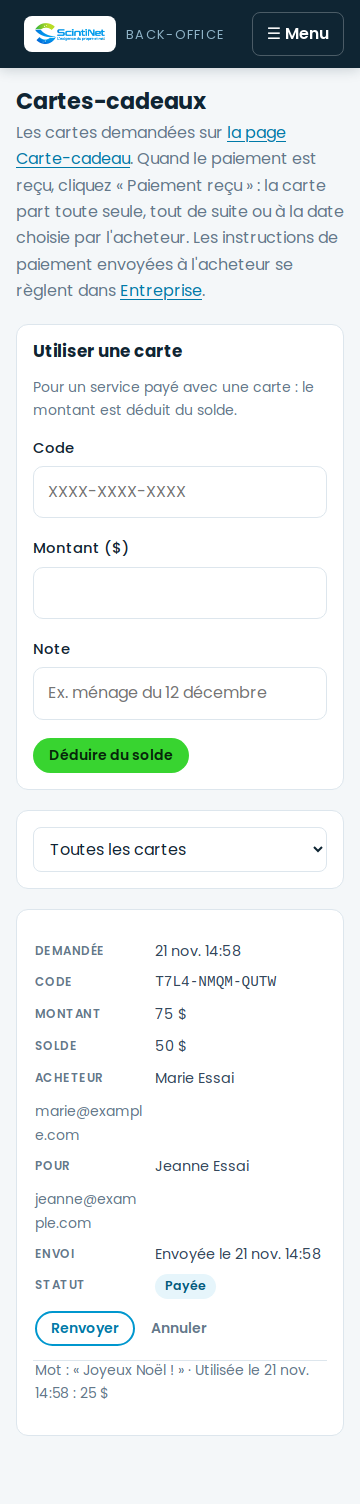 ScintiNet
BACK-OFFICE
☰ Menu
Cartes-cadeaux
Les cartes demandées sur la page
Carte-cadeau. Quand le paiement est
reçu, cliquez « Paiement reçu » : la carte
part toute seule, tout de suite ou à la date
choisie par l'acheteur. Les instructions de
paiement envoyées à l'acheteur se
règlent dans Entreprise.
Utiliser une carte
Pour un service payé avec une carte : le
montant est déduit du solde.
Code
XXXX-XXXX-XXXX
Montant ($)
Note
Ex. ménage du 12 décembre
Déduire du solde
Toutes les cartes
DEMANDÉE 21 nov. 14:58
CODE T7L4-NMQM-QUTW
MONTANT 75 $
SOLDE 50 $
ACHETEUR Marie Essai
marie@exampl
e.com
POUR Jeanne Essai
jeanne@exam
ple.com
ENVOI Envoyée le 21 nov. 14:58
STATUT Payée
Renvoyer Annuler
Mot : « Joyeux Noël ! » · Utilisée le 21 nov.
14:58 : 25 $